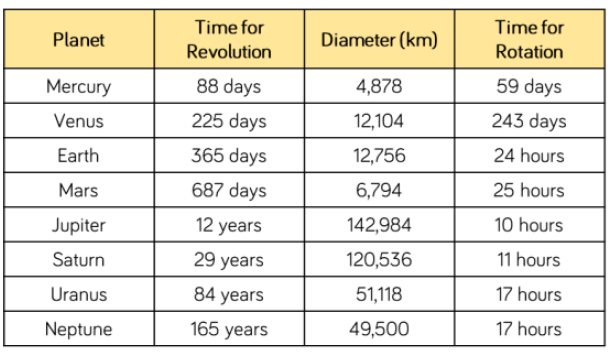 Planet Time for Revolution Diameter (km) Time for Rotation
Mercury 88 days 4,878 59 days
Venus 225 days 12,104 243 days
Earth 365 days 12,756 24 hours
Mars 687 days 6,794 25 hours
Jupiter 12 years 142,984 10 hours
Saturn 29 years 120,536 11 hours
Uranus 84 years 51,118 17 hours
Neptune 165 years 49,500 17 hours